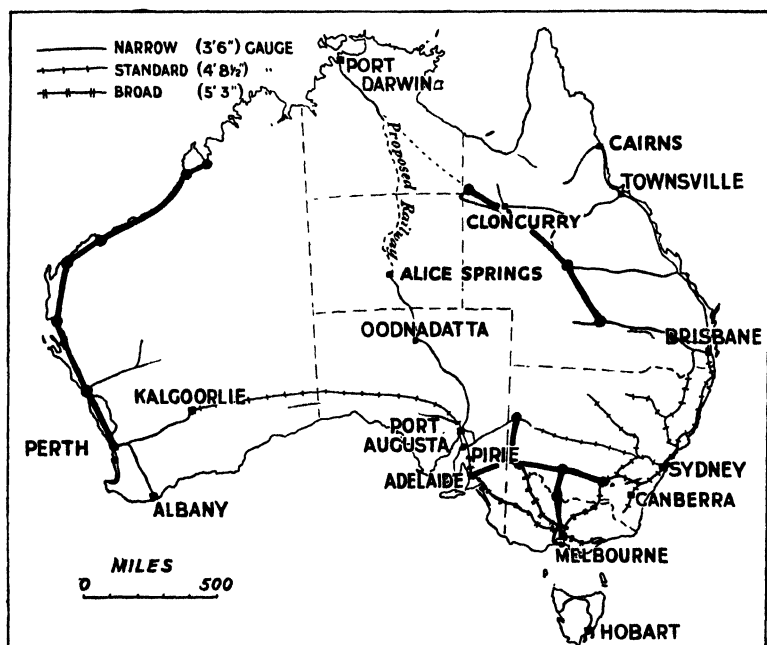 NARROW (3'6") GAUGE
STANDARD (4'8½") "
BROAD (5'3")
PORT
DARWIN
Proposed Railway
CAIRNS
TOWNSVILLE
CLONCURRY
ALICE SPRINGS
OODNADATTA
BRISBANE
KALGOORLIE
PERTH
PORT
AUGUSTA
PIRIE
ADELAIDE
SYDNEY
CANBERRA
ALBANY
MELBOURNE
MILES
0 500
HOBART